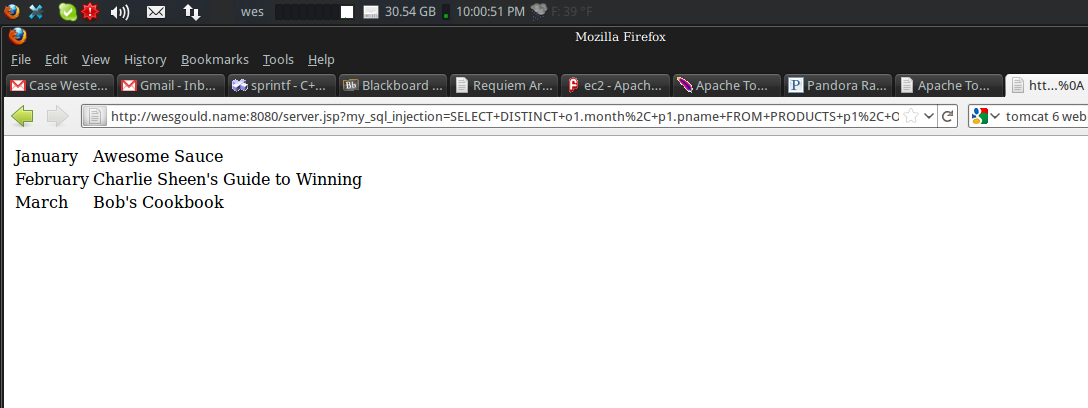 wes 30.54 GB 10:00:51 PM F: 39 °F
Mozilla Firefox
File Edit View History Bookmarks Tools Help
Case Weste... Gmail - Inb... sprintf - C+... Bb Blackboard ... Requiem Ar... ec2 - Apach... Apache To... P Pandora Ra... Apache To... htt...%0A
http://wesgould.name:8080/server.jsp?my_sql_injection=SELECT+DISTINCT+o1.month%2C+p1.pname+FROM+PRODUCTS+p1%2C+O tomcat 6 web
January Awesome Sauce
February Charlie Sheen's Guide to Winning
March Bob's Cookbook